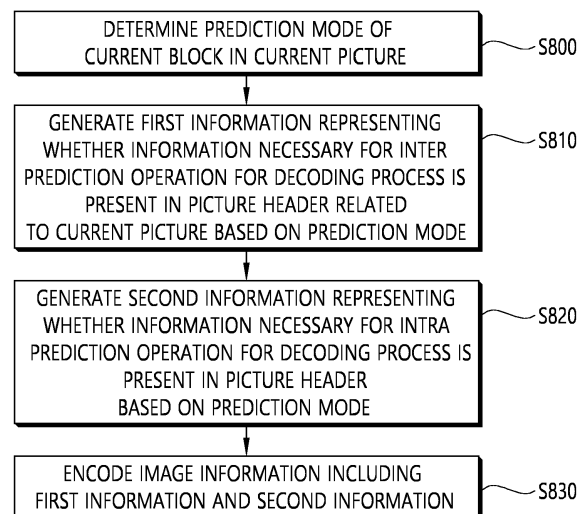 DETERMINE PREDICTION MODE OF
CURRENT BLOCK IN CURRENT PICTURE
S800
GENERATE FIRST INFORMATION REPRESENTING
WHETHER INFORMATION NECESSARY FOR INTER
PREDICTION OPERATION FOR DECODING PROCESS IS
PRESENT IN PICTURE HEADER RELATED
TO CURRENT PICTURE BASED ON PREDICTION MODE
S810
GENERATE SECOND INFORMATION REPRESENTING
WHETHER INFORMATION NECESSARY FOR INTRA
PREDICTION OPERATION FOR DECODING PROCESS IS
PRESENT IN PICTURE HEADER
BASED ON PREDICTION MODE
S820
ENCODE IMAGE INFORMATION INCLUDING
FIRST INFORMATION AND SECOND INFORMATION
S830